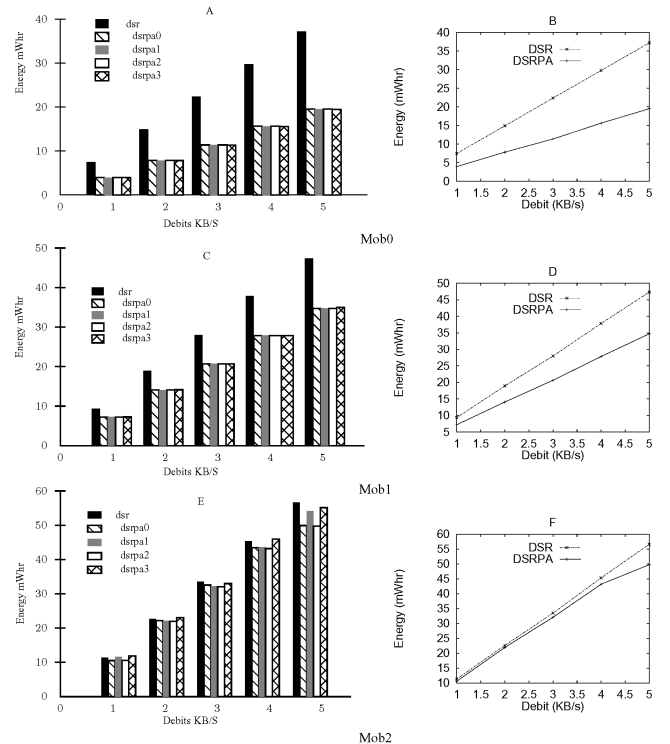 A
Energy mWhr
40
30
20
10
0
dsr
dsrpa0
dsrpa1
dsrpa2
dsrpa3
0 1 2 3 4 5
Debits KB/S
B
Energy (mWhr)
40
35
30
25
20
15
10
5
0
DSR
DSRPA
1 1.5 2 2.5 3 3.5 4 4.5 5
Debit (KB/s)
Mob0
C
Energy mWhr
50
40
30
20
10
0
dsr
dsrpa0
dsrpa1
dsrpa2
dsrpa3
0 1 2 3 4 5
Debits KB/S
D
Energy (mWhr)
50
45
40
35
30
25
20
15
10
5
DSR
DSRPA
1 1.5 2 2.5 3 3.5 4 4.5 5
Debit (KB/s)
Mob1
E
Energy mWhr
60
50
40
30
20
10
0
dsr
dsrpa0
dsrpa1
dsrpa2
dsrpa3
0 1 2 3 4 5
Debits KB/S
F
Energy (mWhr)
60
55
50
45
40
35
30
25
20
15
10
DSR
DSRPA
1 1.5 2 2.5 3 3.5 4 4.5 5
Debit (KB/s)
Mob2